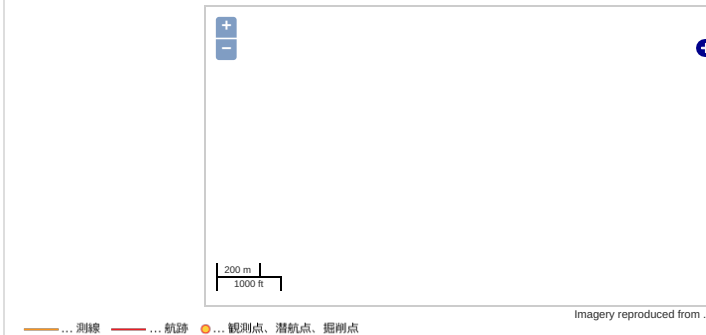 +
−
200 m
1000 ft
Imagery reproduced from .
... 測線 ... 航跡 ... 観測点、潜航点、掘削点